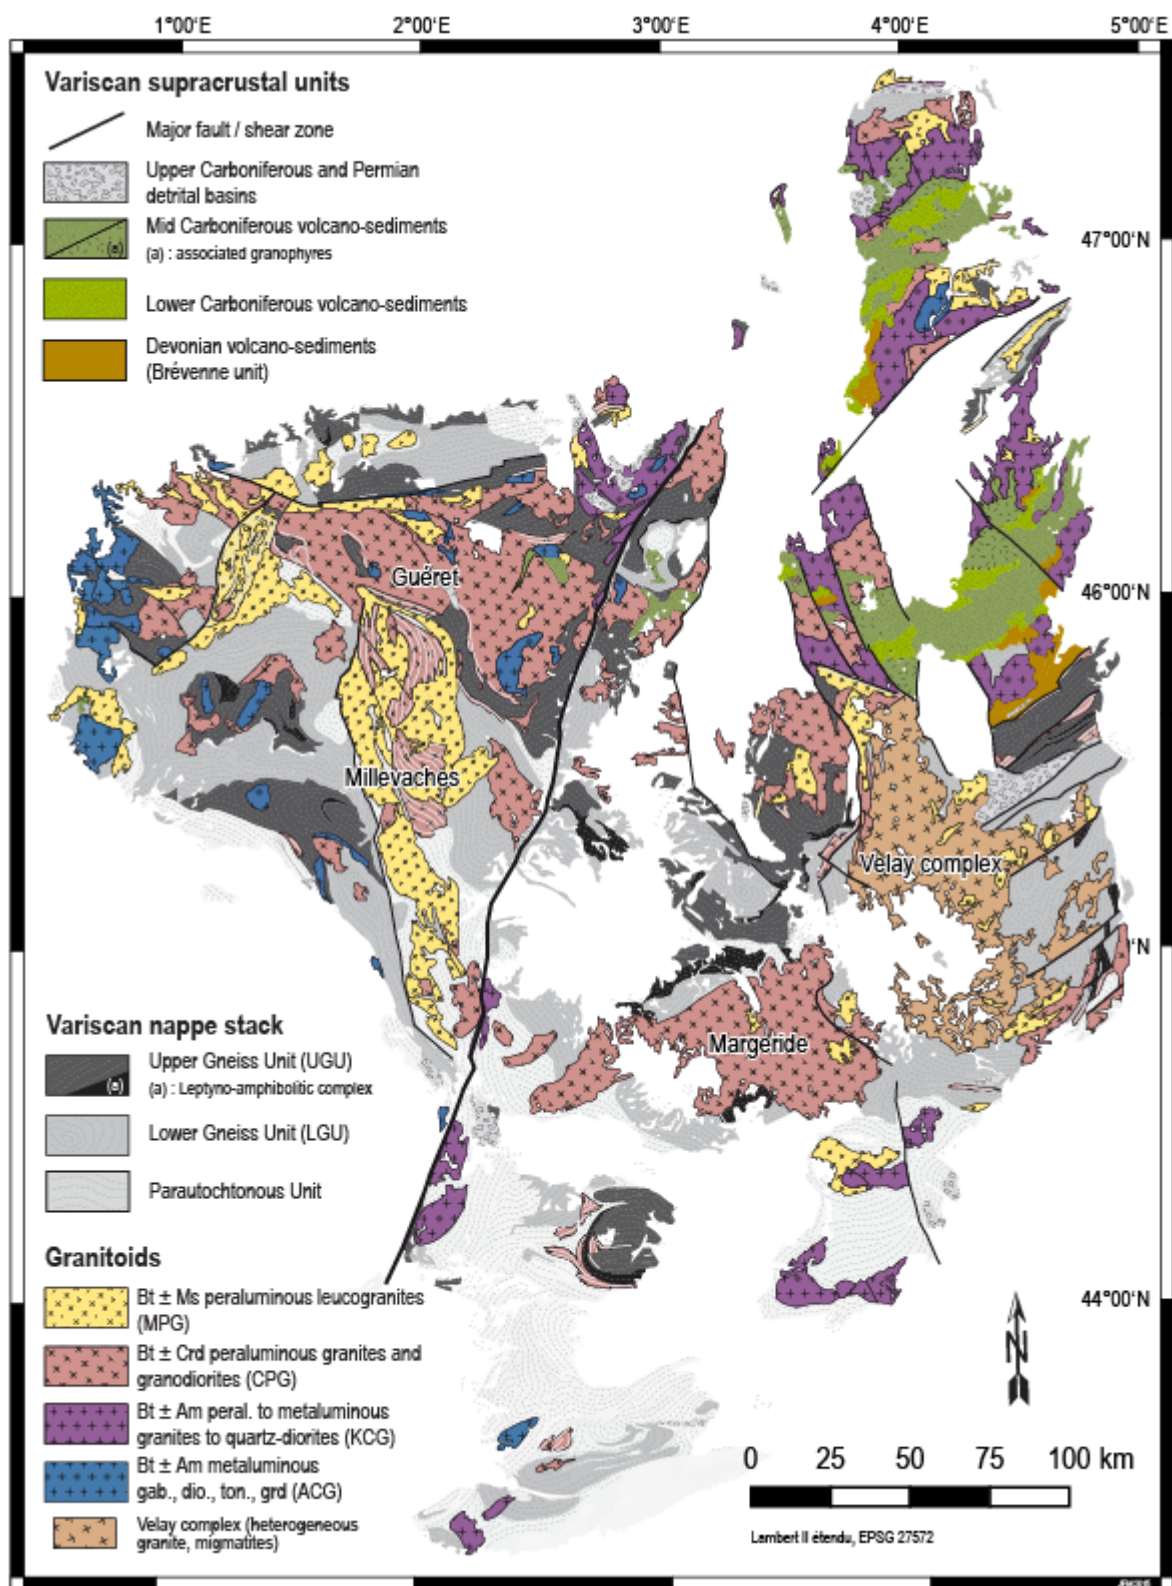 1°00'E 2°00'E 3°00'E 4°00'E 5°00'E
Variscan supracrustal units
Major fault / shear zone
Upper Carboniferous and Permian
detrital basins
Mid Carboniferous volcano-sediments
(a)
(a) : associated granophyres
Lower Carboniferous volcano-sediments
Devonian volcano-sediments
(Brévenne unit)
47°00'N
46°00'N
°N
44°00'N
Guéret
Millevaches
Velay complex
Margeride
Variscan nappe stack
Upper Gneiss Unit (UGU)
(a)
(a) : Leptyno-amphibolitic complex
Lower Gneiss Unit (LGU)
Parautochtonous Unit
Granitoids
Bt ± Ms peraluminous leucogranites
(MPG)
Bt ± Crd peraluminous granites and
granodiorites (CPG)
Bt ± Am peral. to metaluminous
granites to quartz-diorites (KCG)
Bt ± Am metaluminous
gab., dio., ton., grd (ACG)
Velay complex (heterogeneous
granite, migmatites)
N
0 25 50 75 100 km
Lambert II étendu, EPSG 27572